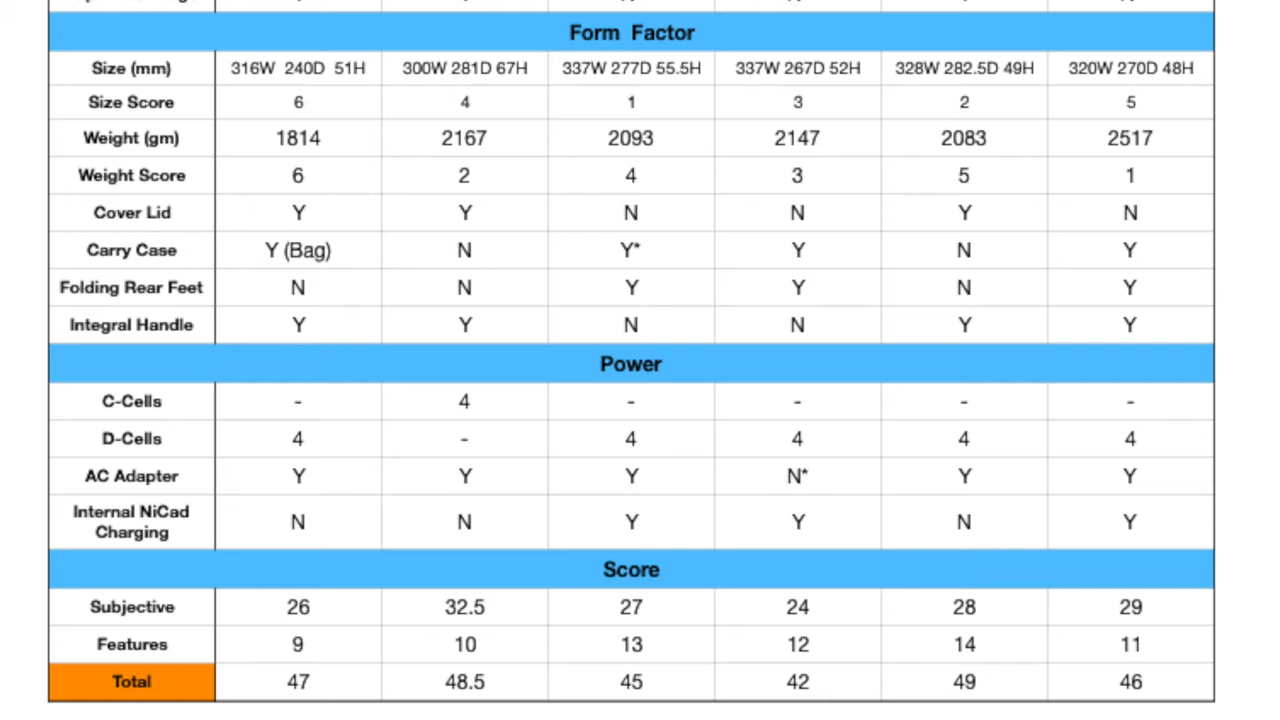 Form Factor
Size (mm) 316W 240D 51H 300W 281D 67H 337W 277D 55.5H 337W 267D 52H 328W 282.5D 49H 320W 270D 48H
Size Score 6 4 1 3 2 5
Weight (gm) 1814 2167 2093 2147 2083 2517
Weight Score 6 2 4 3 5 1
Cover Lid Y Y N N Y N
Carry Case Y (Bag) N Y* Y N Y
Folding Rear Feet N N Y Y N Y
Integral Handle Y Y N N Y Y
Power
C-Cells - 4 - - - -
D-Cells 4 - 4 4 4 4
AC Adapter Y Y Y N* Y Y
Internal NiCad
Charging N N Y Y N Y
Score
Subjective 26 32.5 27 24 28 29
Features 9 10 13 12 14 11
Total 47 48.5 45 42 49 46